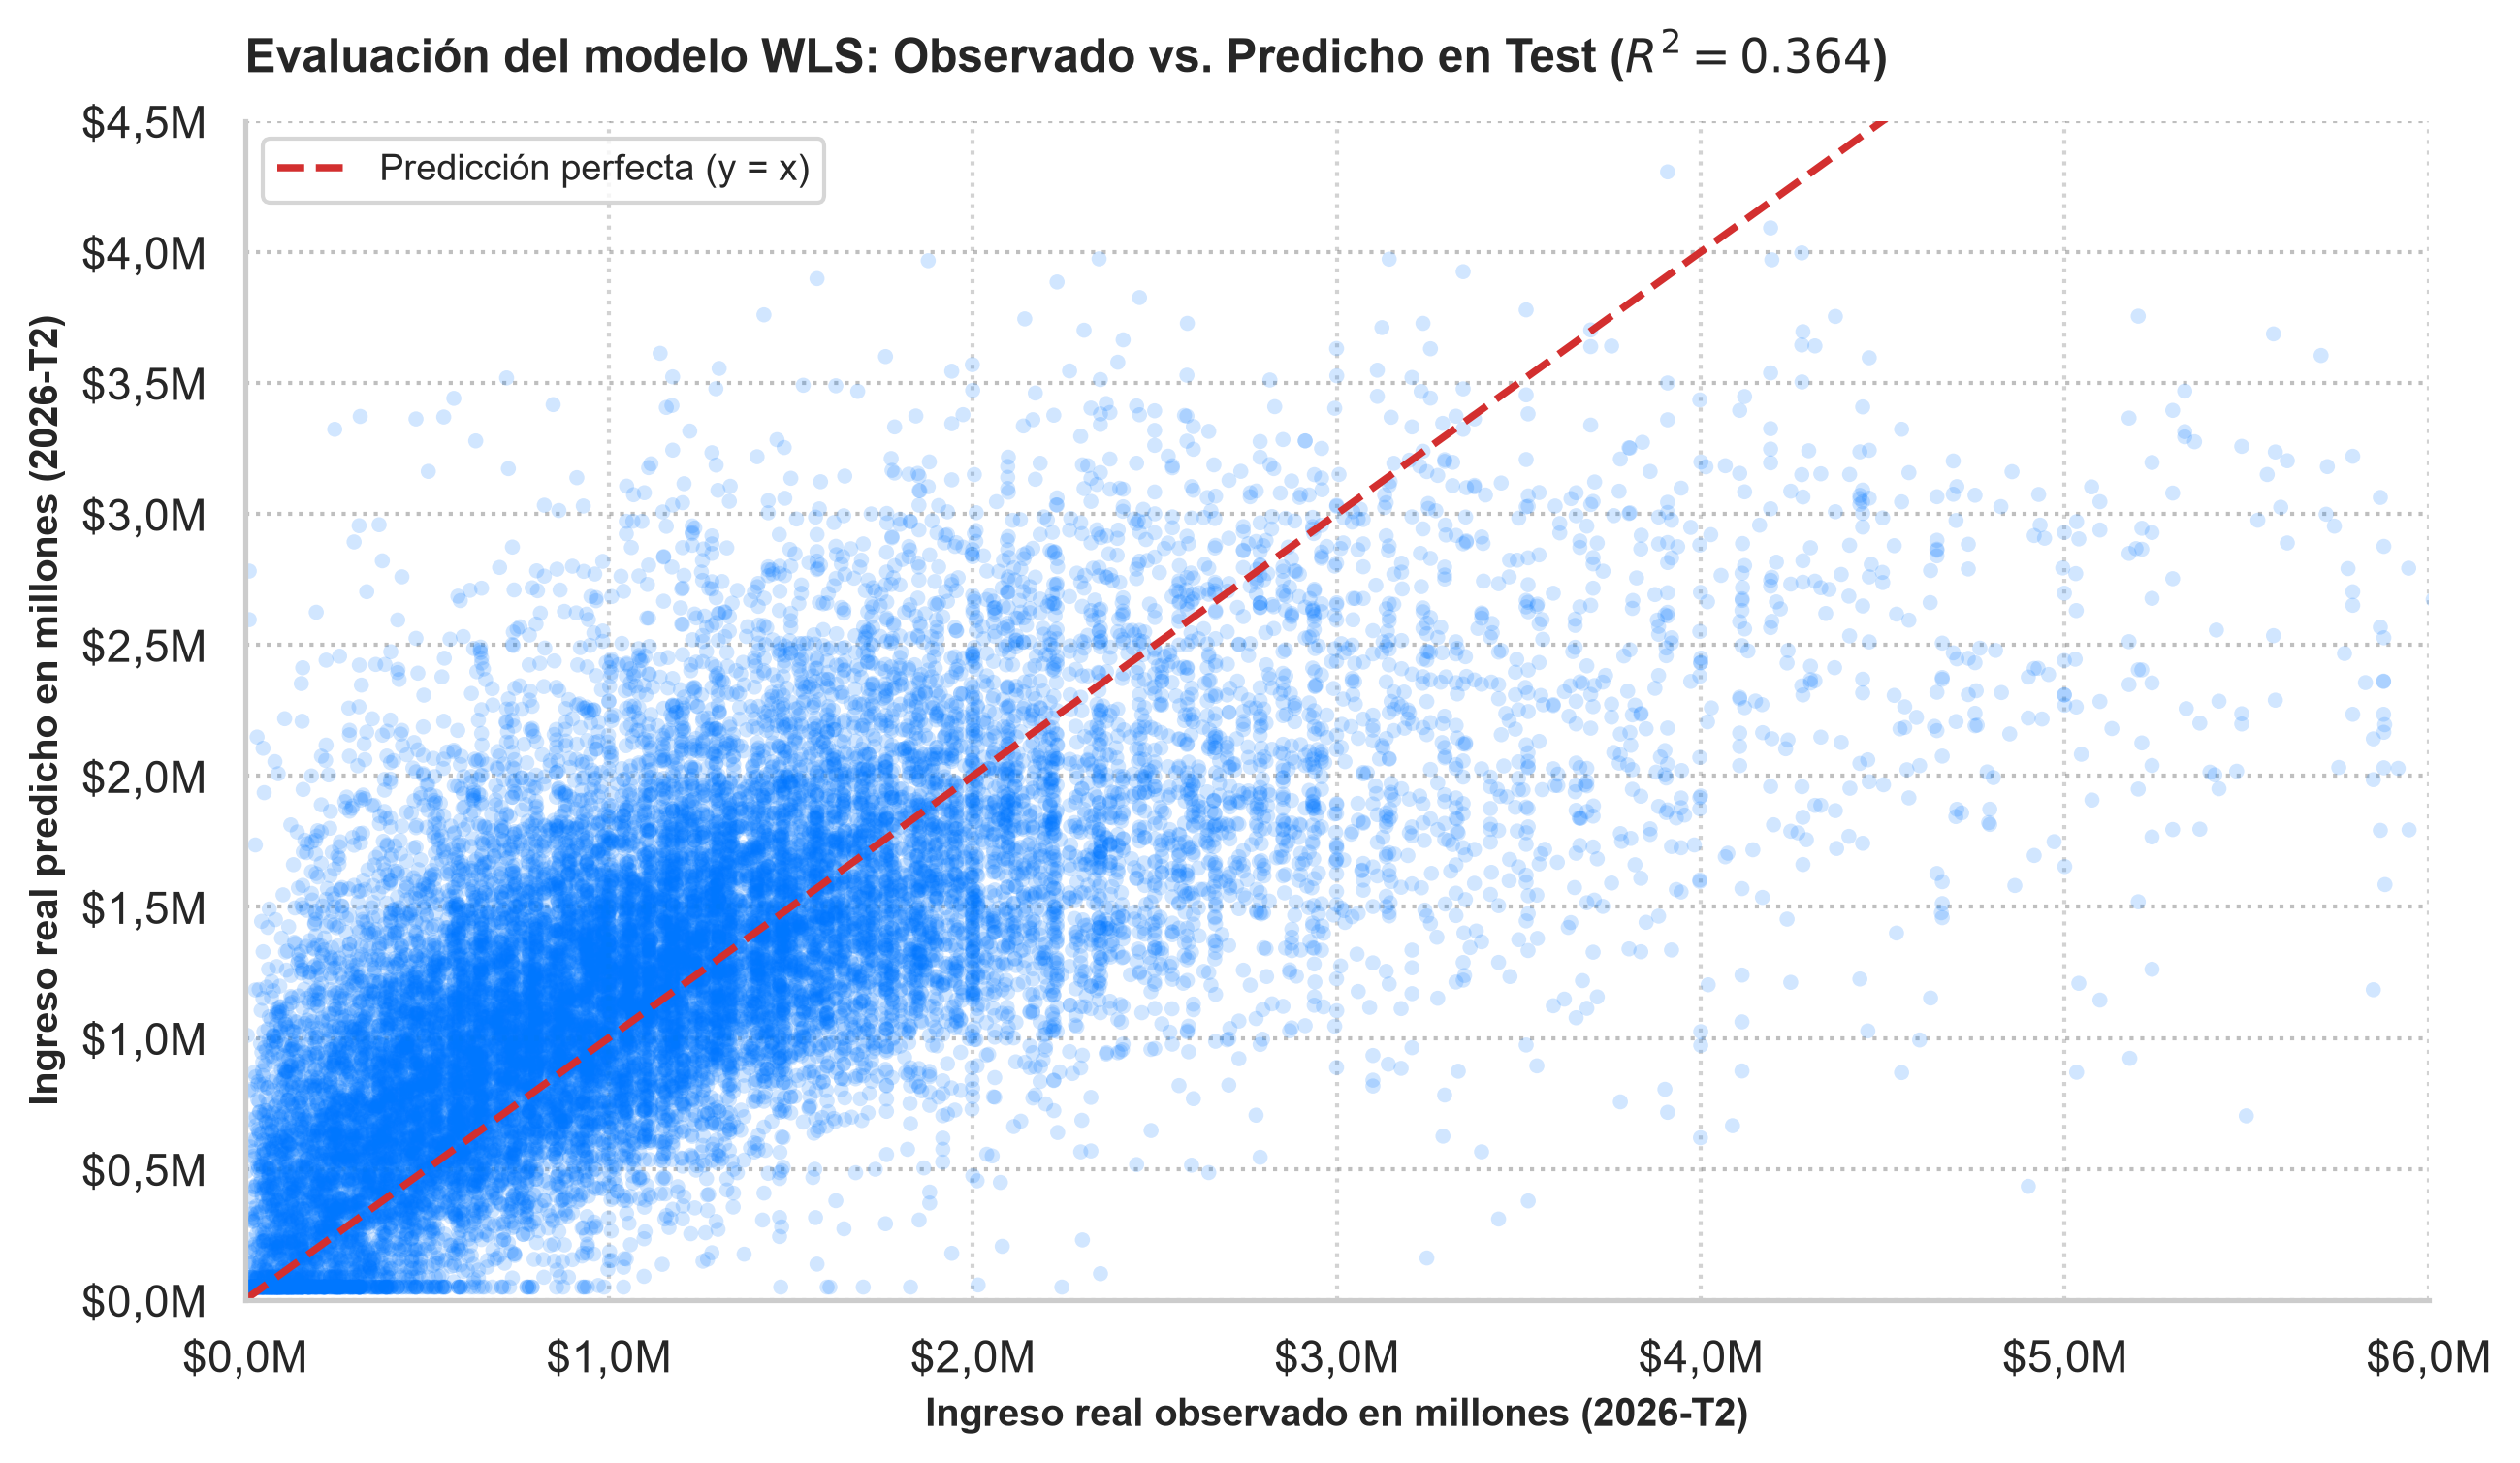 Evaluación del modelo WLS: Observado vs. Predicho en Test (R² = 0.364)
$4,5M
Predicción perfecta (y = x)
$4,0M
$3,5M
$3,0M
$2,5M
$2,0M
$1,5M
$1,0M
$0,5M
$0,0M
Ingreso real predicho en millones (2026-T2)
$0,0M $1,0M $2,0M $3,0M $4,0M $5,0M $6,0M
Ingreso real observado en millones (2026-T2)